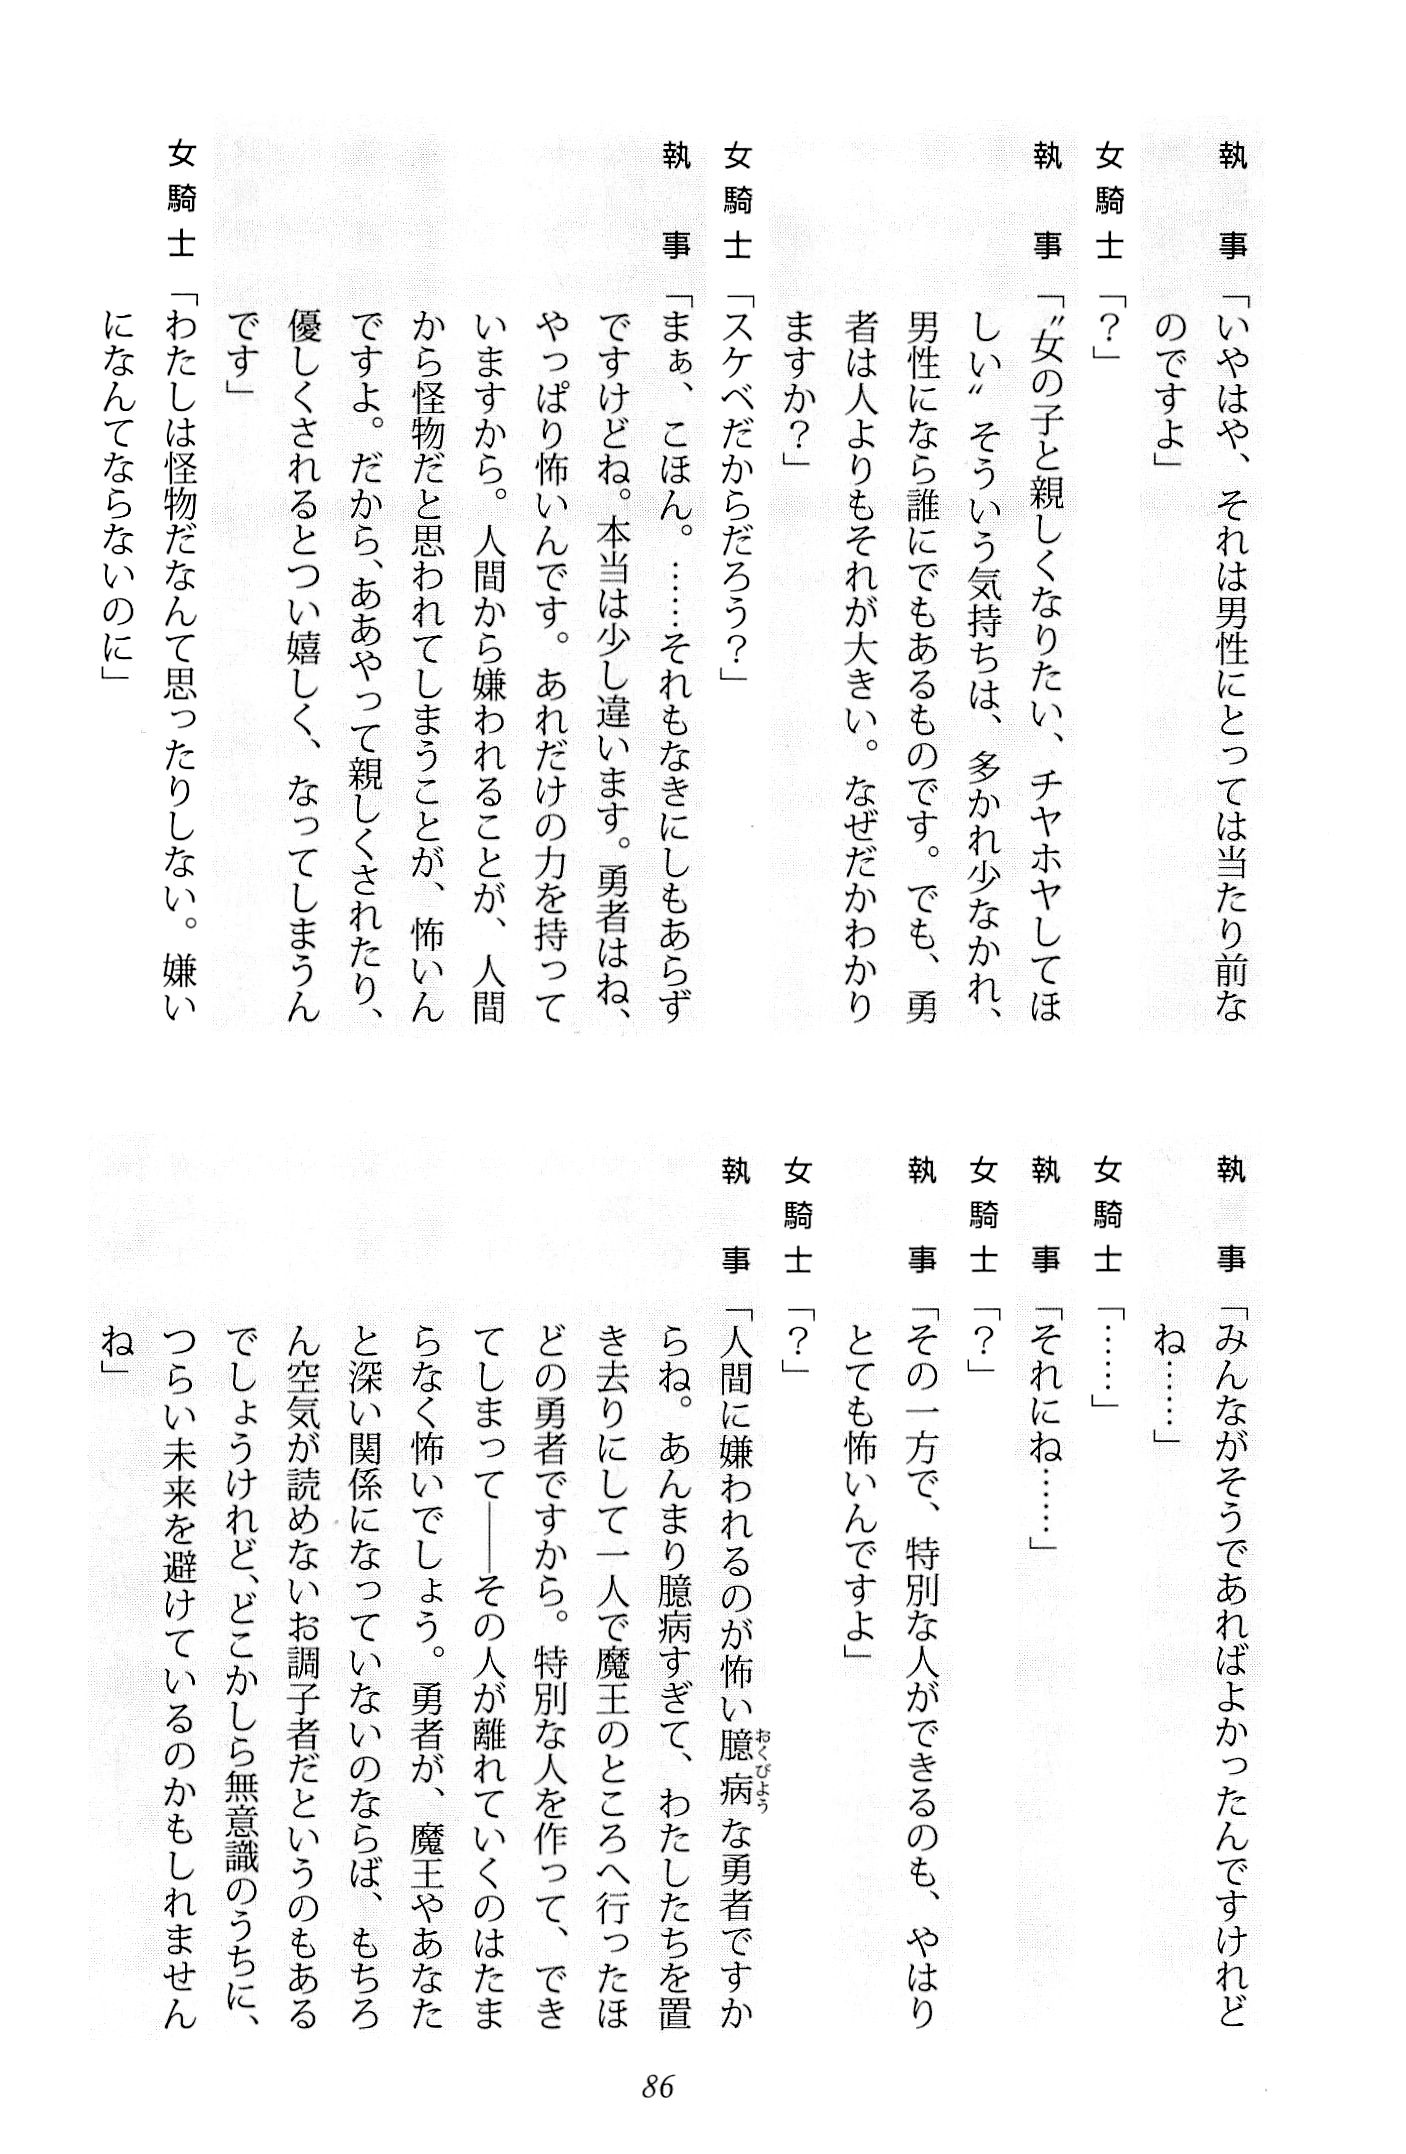 執　事「いやはや、それは男性にとっては当たり前な
のですよ」
女騎士「？」
執　事「〝女の子と親しくなりたい、チヤホヤしてほ
しい〟そういう気持ちは、多かれ少なかれ、
男性になら誰にでもあるものです。でも、勇
者は人よりもそれが大きい。なぜだかわかり
ますか？」
女騎士「スケベだからだろう？」
執　事「まぁ、こほん。……それもなきにしもあらず
ですけどね。本当は少し違います。勇者はね、
やっぱり怖いんです。あれだけの力を持って
いますから。人間から嫌われることが、人間
から怪物だと思われてしまうことが、怖いん
ですよ。だから、ああやって親しくされたり、
優しくされるとつい嬉しく、なってしまうん
です」
女騎士「わたしは怪物だなんて思ったりしない。嫌い
になんてならないのに」
執　事「みんながそうであればよかったんですけれど
ね……」
女騎士「……」
執　事「それにね……」
女騎士「？」
執　事「その一方で、特別な人ができるのも、やはり
とても怖いんですよ」
女騎士「？」
執　事「人間に嫌われるのが怖い臆病な勇者ですか
おくびよう
らね。あんまり臆病すぎて、わたしたちを置
き去りにして一人で魔王のところへ行ったほ
どの勇者ですから。特別な人を作って、でき
てしまって――その人が離れていくのはたま
らなく怖いでしょう。勇者が、魔王やあなた
と深い関係になっていないのならば、もちろ
ん空気が読めないお調子者だというのもある
でしょうけれど、どこかしら無意識のうちに、
つらい未来を避けているのかもしれません
ね」
86